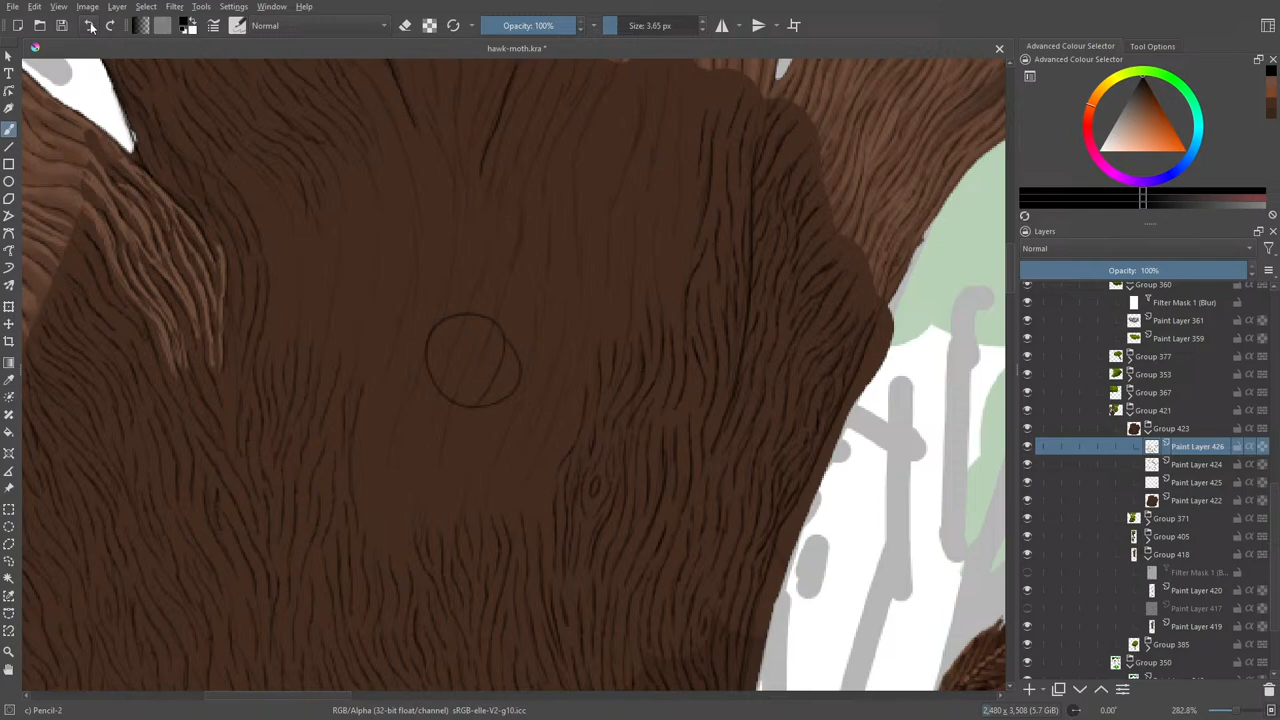 File Edit View Image Layer Select Filter Tools Settings Window Help
Normal Opacity: 100% Size: 3.65 px
hawk-moth.kra *
Advanced Colour Selector Tool Options
Advanced Colour Selector
Layers
Normal
Opacity: 100%
Group 360
Filter Mask 1 (Blur)
Paint Layer 361
Paint Layer 359
Group 377
Group 353
Group 367
Group 421
Group 423
Paint Layer 426
Paint Layer 424
Paint Layer 425
Paint Layer 422
Group 371
Group 405
Group 418
Filter Mask 1 (B...
Paint Layer 420
Paint Layer 417
Paint Layer 419
Group 385
Group 350
c) Pencil-2 RGB/Alpha (32-bit float/channel) sRGB-elle-V2-g10.icc 2,480 x 3,508 (5.7 GiB) 0.00° 282.8%